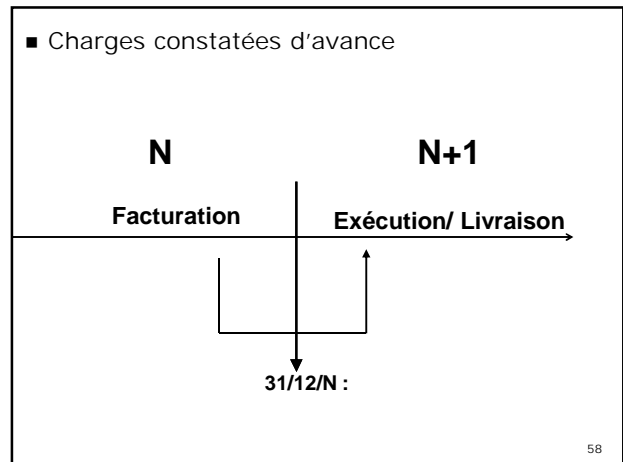 ■ Charges constatées d'avance
N N+1
Facturation Exécution/ Livraison
31/12/N :
58